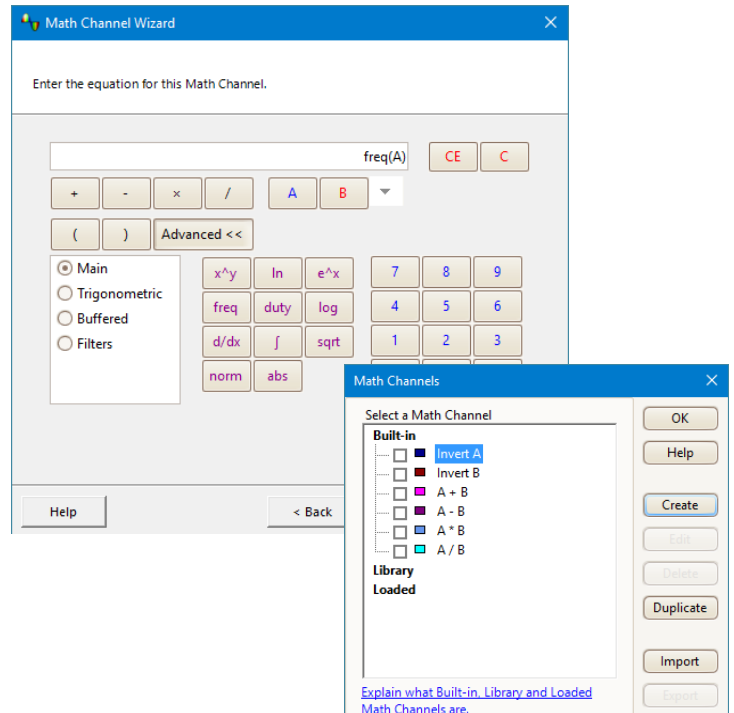 Math Channel Wizard
Enter the equation for this Math Channel.
freq(A)
CE
C
+
-
×
/
A
B
(
)
Advanced <<
Main
Trigonometric
Buffered
Filters
x^y
ln
e^x
freq
duty
log
d/dx
∫
sqrt
norm
abs
7
8
9
4
5
6
1
2
3
Help
< Back
Math Channels
Select a Math Channel
Built-in
Invert A
Invert B
A + B
A - B
A * B
A / B
Library
Loaded
Explain what Built-in, Library and Loaded
Math Channels are.
OK
Help
Create
Edit
Delete
Duplicate
Import
Export